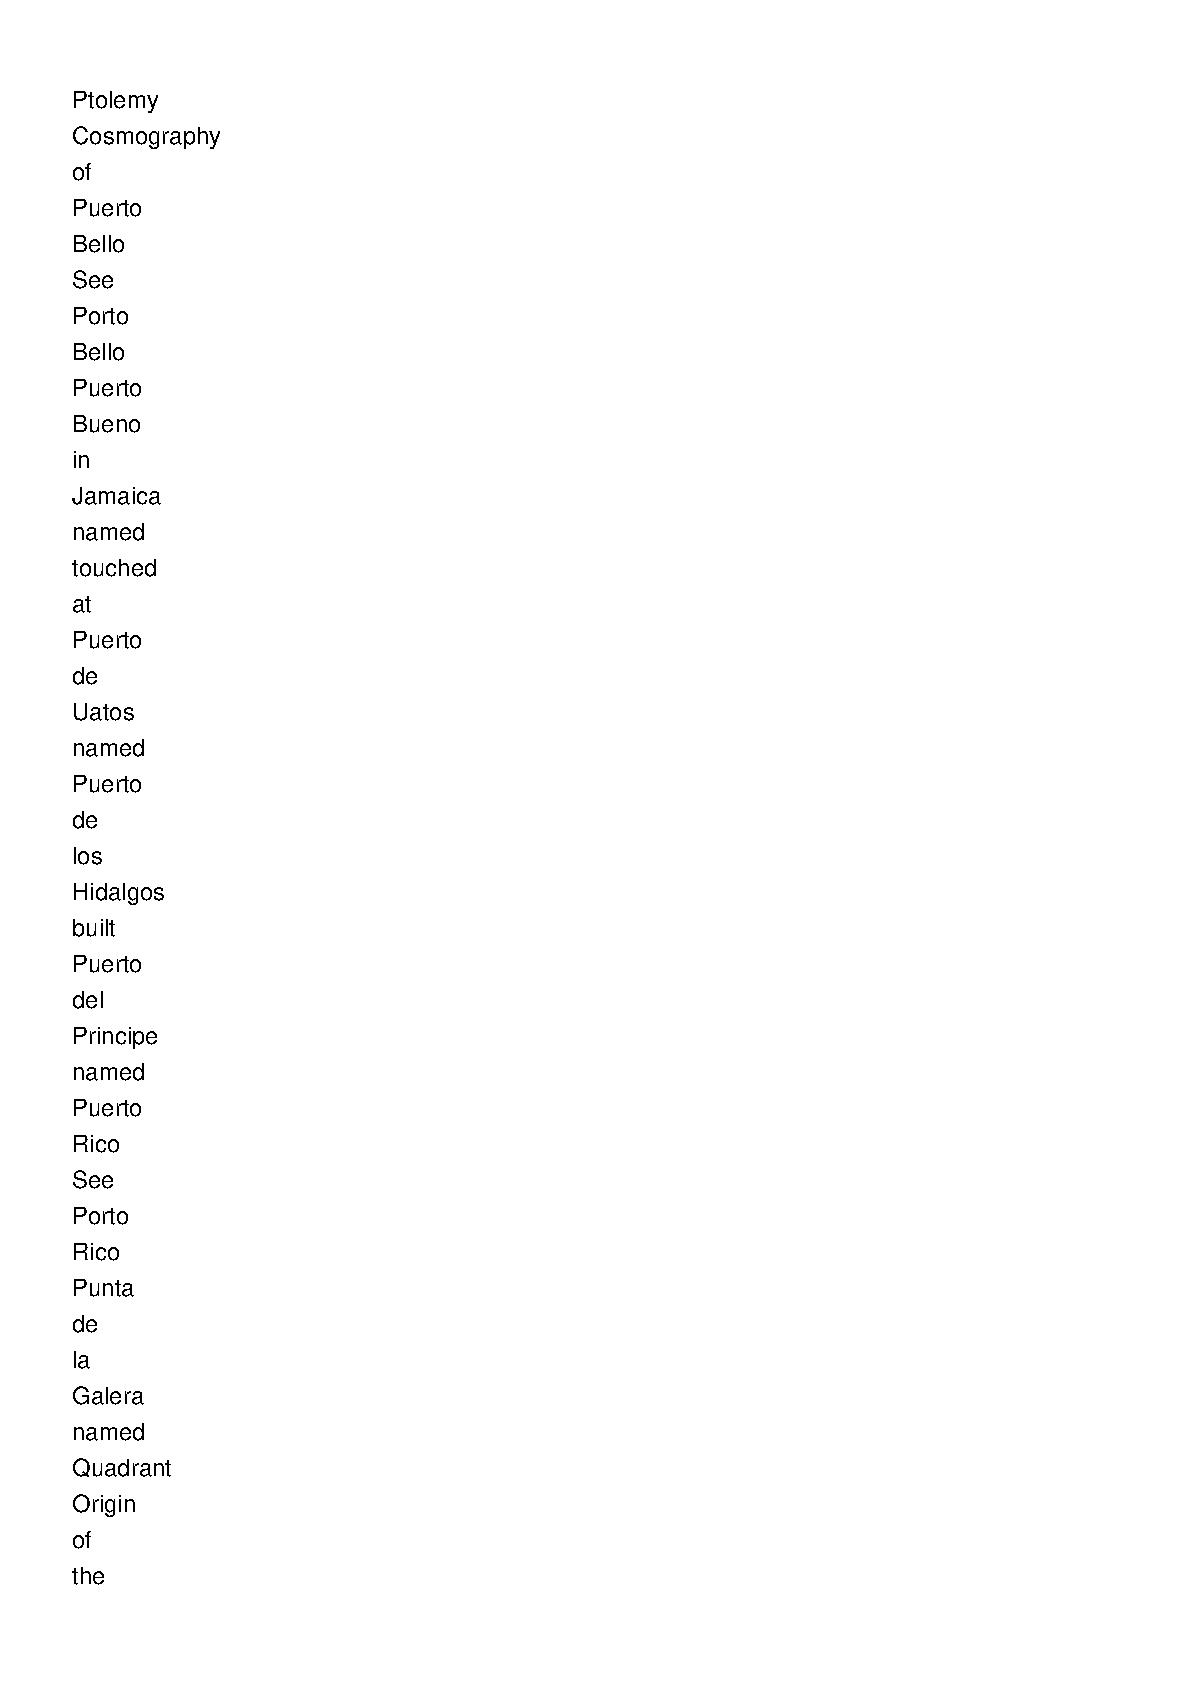 Ptolemy
Cosmography
of
Puerto
Bello
See
Porto
Bello
Puerto
Bueno
in
Jamaica
named
touched
at
Puerto
de
Uatos
named
Puerto
de
los
Hidalgos
built
Puerto
del
Principe
named
Puerto
Rico
See
Porto
Rico
Punta
de
la
Galera
named
Quadrant
Origin
of
the